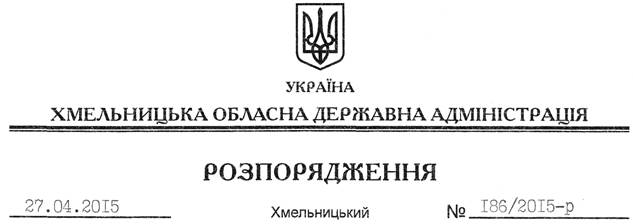 УКРАЇНА
ХМЕЛЬНИЦЬКА ОБЛАСНА ДЕРЖАВНА АДМІНІСТРАЦІЯ
РОЗПОРЯДЖЕННЯ
27.04.2015 Хмельницький № 186/2015-р